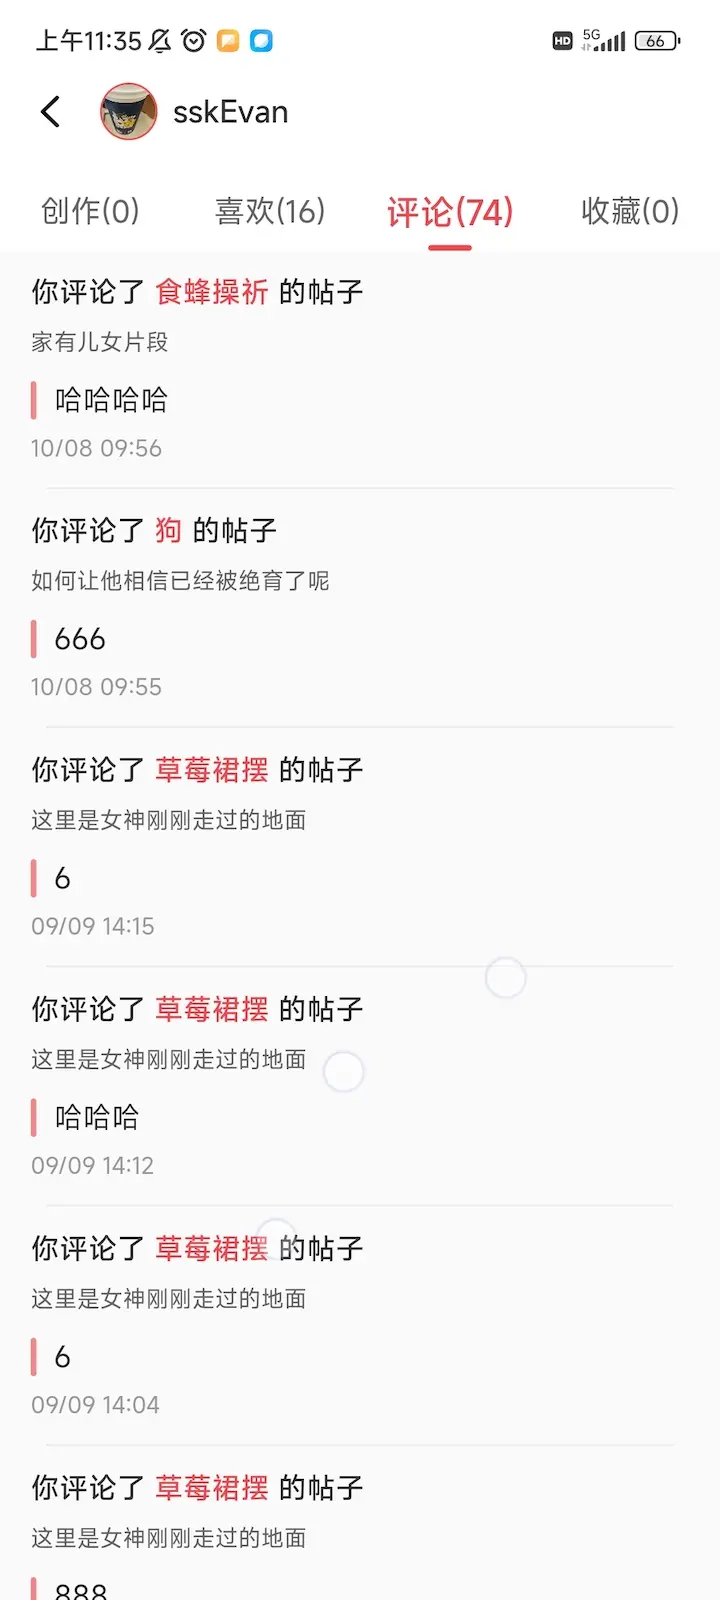 上午11:35
HD 5G 66
sskEvan
创作(0) 喜欢(16) 评论(74) 收藏(0)
你评论了 食蜂操祈 的帖子
家有儿女片段
哈哈哈哈
10/08 09:56
你评论了 狗 的帖子
如何让他相信已经被绝育了呢
666
10/08 09:55
你评论了 草莓裙摆 的帖子
这里是女神刚刚走过的地面
6
09/09 14:15
你评论了 草莓裙摆 的帖子
这里是女神刚刚走过的地面
哈哈哈
09/09 14:12
你评论了 草莓裙摆 的帖子
这里是女神刚刚走过的地面
6
09/09 14:04
你评论了 草莓裙摆 的帖子
这里是女神刚刚走过的地面
888